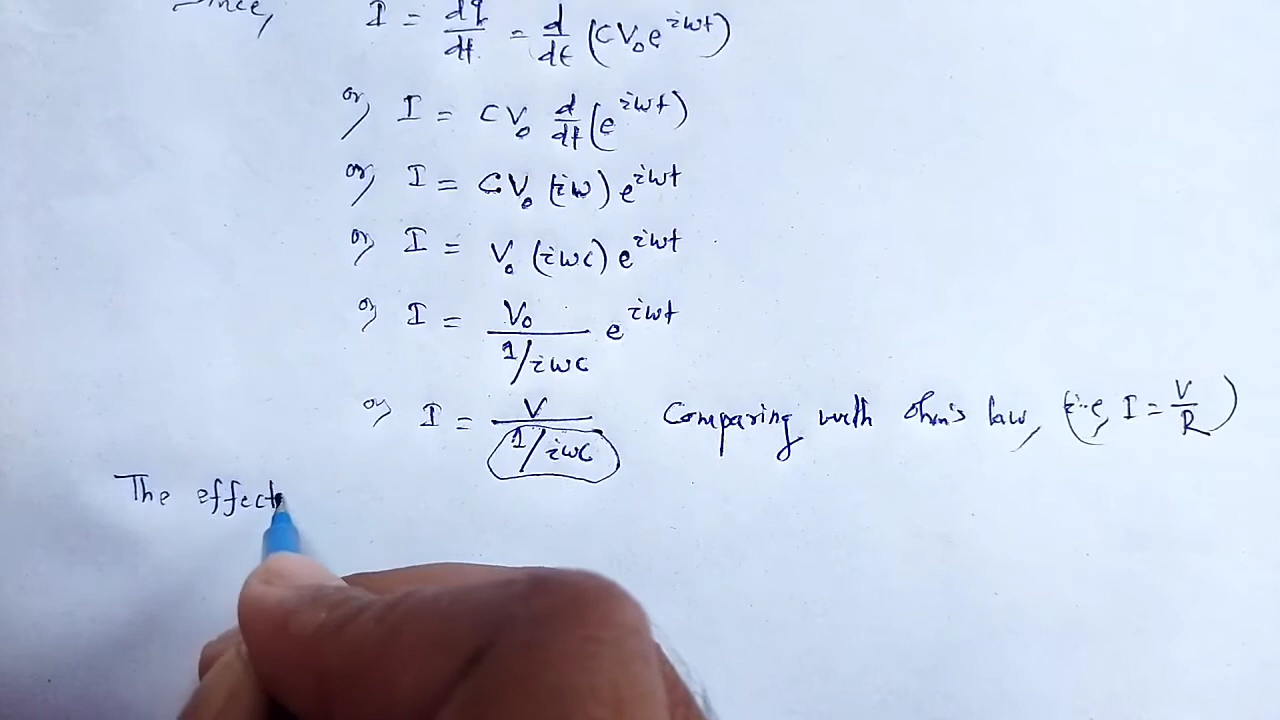 Since, I = dq/dt = d/dt (CV₀e^iωt)
or, I = CV₀ d/dt (e^iωt)
or, I = CV₀ (iω) e^iωt
or, I = V₀ (iωC) e^iωt
or, I = V₀ / (1/iωC) e^iωt
or, I = V / (1/iωC) Comparing with ohm's law, (i.e, I = V/R)
The effect